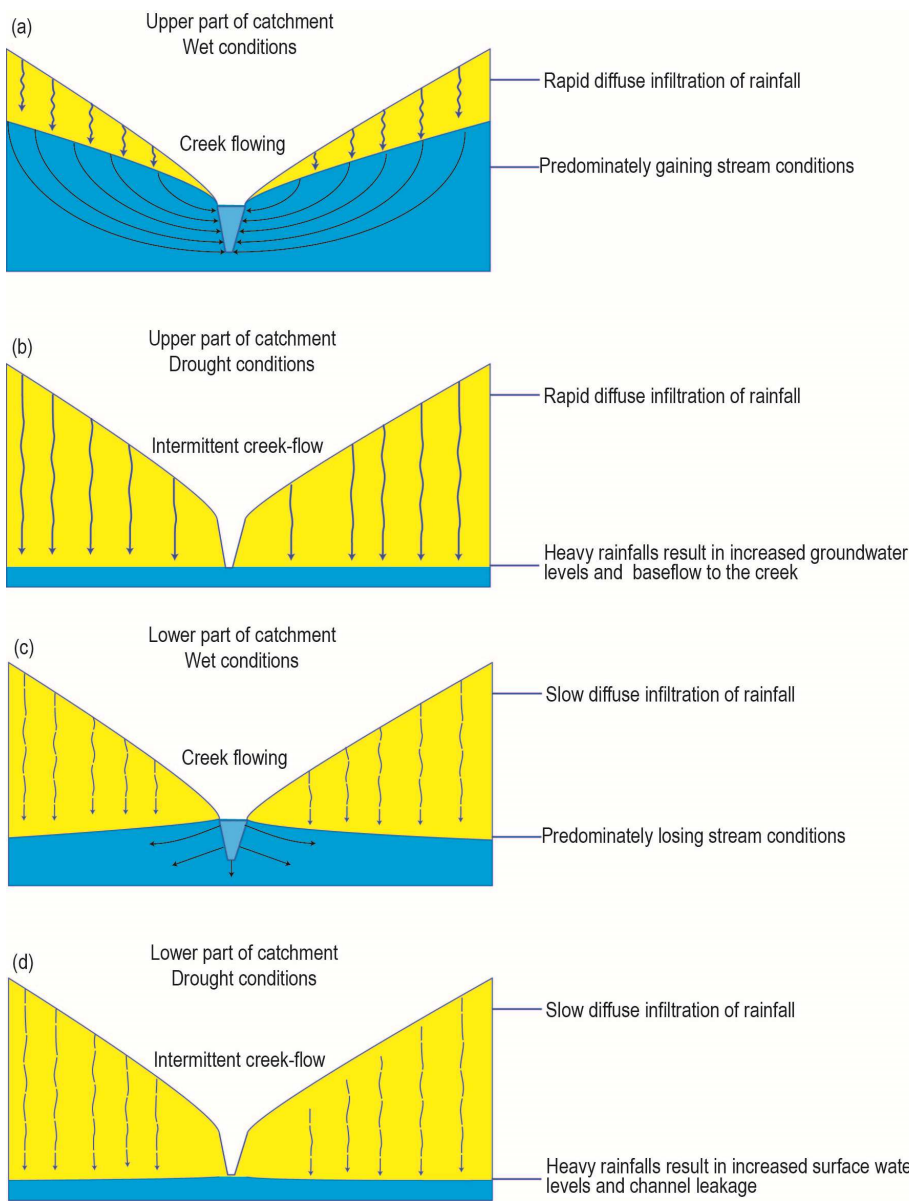 (a)
Upper part of catchment
Wet conditions
Rapid diffuse infiltration of rainfall
Creek flowing
Predominately gaining stream conditions
(b)
Upper part of catchment
Drought conditions
Rapid diffuse infiltration of rainfall
Intermittent creek-flow
Heavy rainfalls result in increased groundwater
levels and baseflow to the creek
(c)
Lower part of catchment
Wet conditions
Slow diffuse infiltration of rainfall
Creek flowing
Predominately losing stream conditions
(d)
Lower part of catchment
Drought conditions
Slow diffuse infiltration of rainfall
Intermittent creek-flow
Heavy rainfalls result in increased surface wate
levels and channel leakage